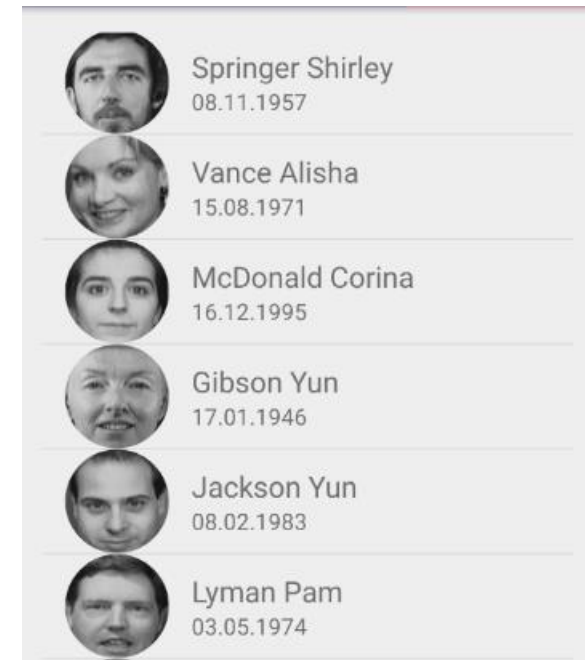 Springer Shirley
08.11.1957
Vance Alisha
15.08.1971
McDonald Corina
16.12.1995
Gibson Yun
17.01.1946
Jackson Yun
08.02.1983
Lyman Pam
03.05.1974